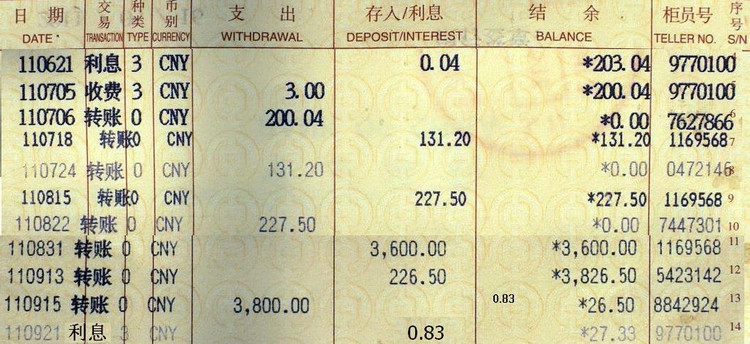 日 期 交易 种类 币别 支 出 存入/利息 结 余 柜员号 序号
DATE TRANSACTION TYPE CURRENCY WITHDRAWAL DEPOSIT/INTEREST BALANCE TELLER NO. S/N
110621 利息 3 CNY 0.04 *203.04 9770100
110705 收费 3 CNY 3.00 *200.04 9770100 5
110706 转账 0 CNY 200.04 *0.00 7627866 6
110718 转账0 CNY 131.20 *131.20 1169568 7
110724 转账 0 CNY 131.20 *0.00 0472146 8
110815 转账0 CNY 227.50 *227.50 1169568 9
110822 转账 0 CNY 227.50 *0.00 7447301 10
110831 转账 0 CNY 3,600.00 *3,600.00 1169568 11
110913 转账 0 CNY 226.50 *3,826.50 5423142 12
110915 转账 0 CNY 3,800.00 0.83 *26.50 8842924 13
110921 利息 3 CNY 0.83 *27.33 9770100 14